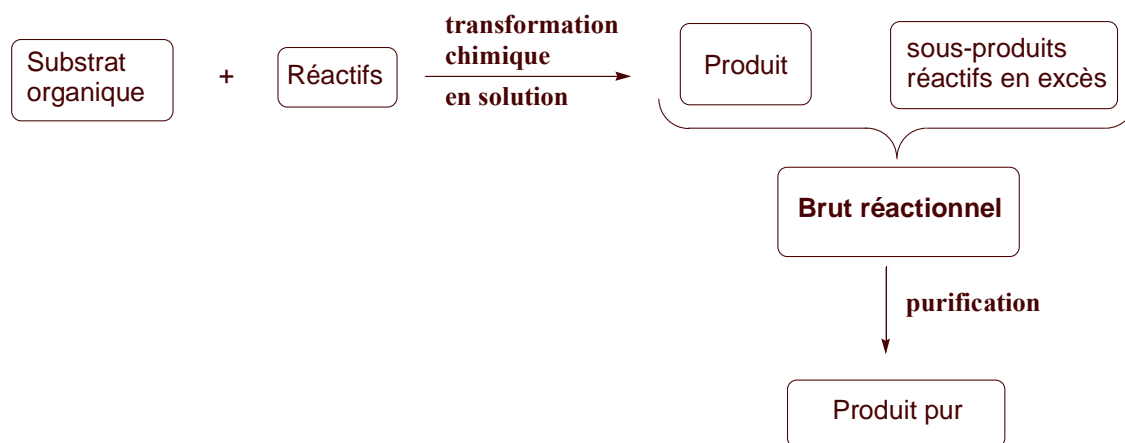 Substrat
organique
+
Réactifs
transformation
chimique
en solution
Produit
sous-produits
réactifs en excès
Brut réactionnel
purification
Produit pur